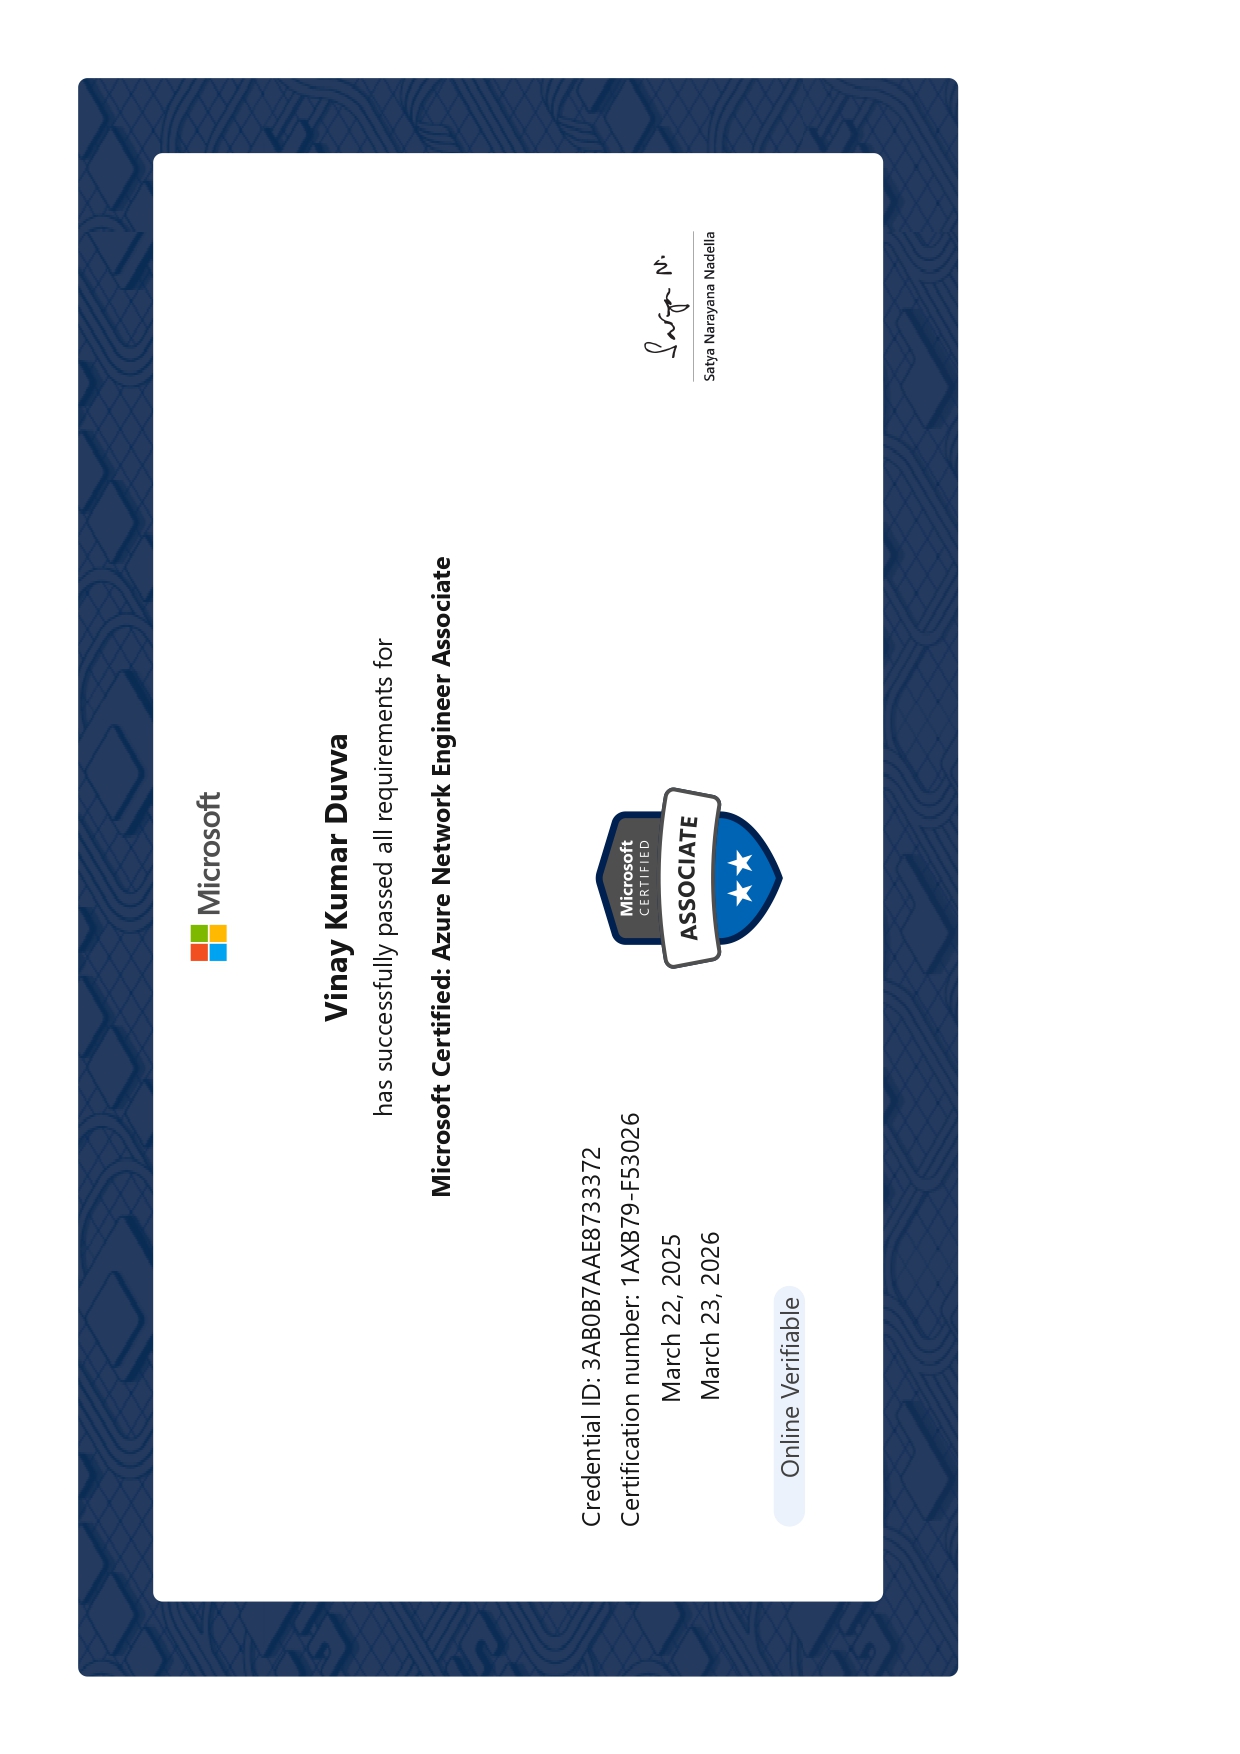 Microsoft
Vinay Kumar Duvva
has successfully passed all requirements for
Microsoft Certified: Azure Network Engineer Associate
Credential ID: 3AB0B7AAE8733372
Certification number: 1AXB79-F53026
March 22, 2025
March 23, 2026
Online Verifiable
Microsoft
CERTIFIED
ASSOCIATE
Satya N.
Satya Narayana Nadella